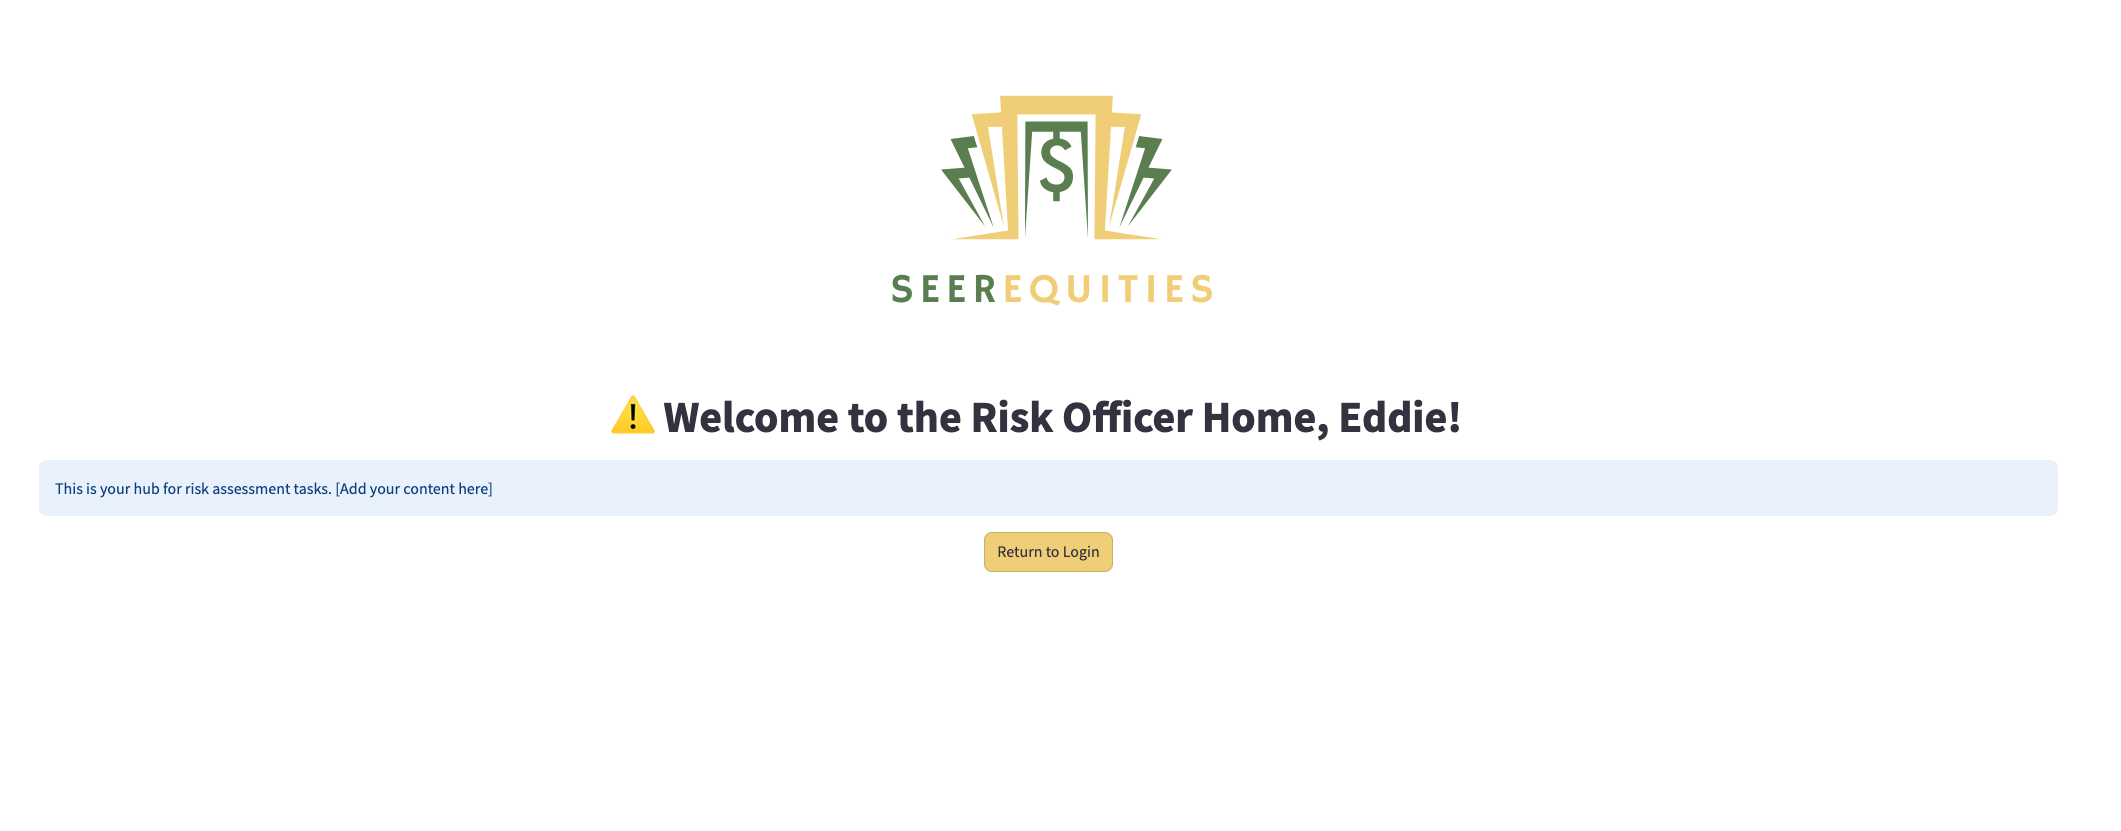 $
SEEREQUITIES
⚠️ Welcome to the Risk Officer Home, Eddie!
This is your hub for risk assessment tasks. [Add your content here]
Return to Login